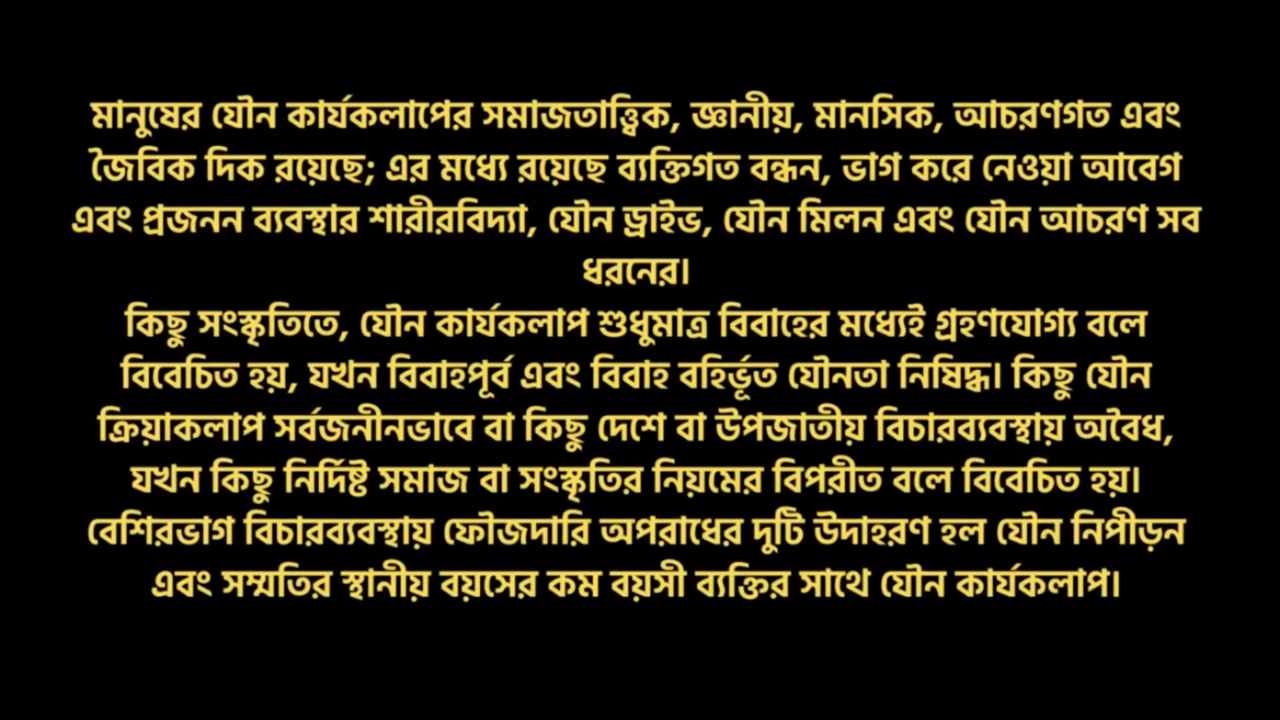 মানুষের যৌন কার্যকলাপের সমাজতাত্ত্বিক, জ্ঞানীয়, মানসিক, আচরণগত এবং
জৈবিক দিক রয়েছে; এর মধ্যে রয়েছে ব্যক্তিগত বন্ধন, ভাগ করে নেওয়া আবেগ
এবং প্রজনন ব্যবস্থার শারীরবিদ্যা, যৌন ড্রাইভ, যৌন মিলন এবং যৌন আচরণ সব
ধরনের।
কিছু সংস্কৃতিতে, যৌন কার্যকলাপ শুধুমাত্র বিবাহের মধ্যেই গ্রহণযোগ্য বলে
বিবেচিত হয়, যখন বিবাহপূর্ব এবং বিবাহ বহির্ভূত যৌনতা নিষিদ্ধ। কিছু যৌন
ক্রিয়াকলাপ সর্বজনীনভাবে বা কিছু দেশে বা উপজাতীয় বিচারব্যবস্থায় অবৈধ,
যখন কিছু নির্দিষ্ট সমাজ বা সংস্কৃতির নিয়মের বিপরীত বলে বিবেচিত হয়।
বেশিরভাগ বিচারব্যবস্থায় ফৌজদারি অপরাধের দুটি উদাহরণ হল যৌন নিপীড়ন
এবং সম্মতির স্থানীয় বয়সের কম বয়সী ব্যক্তির সাথে যৌন কার্যকলাপ।